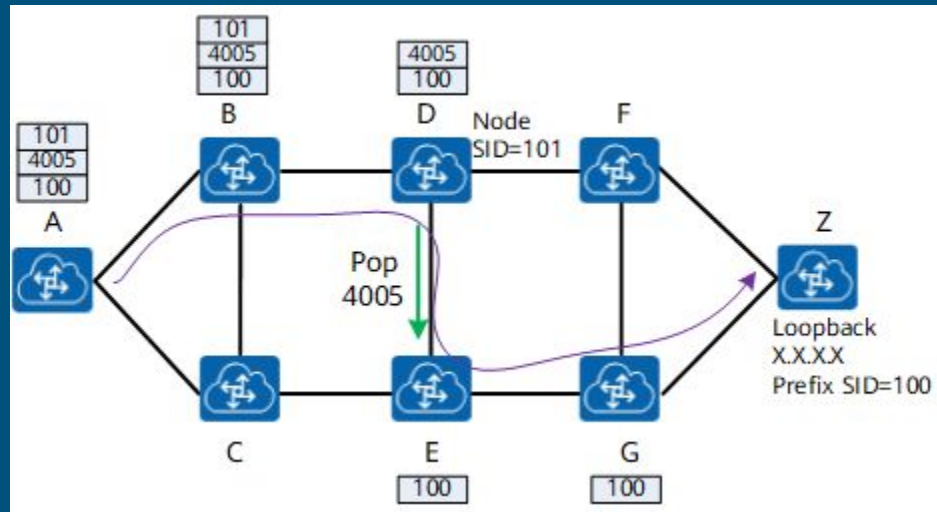 101
4005
100
B
4005
100
D
Node
SID=101
F
101
4005
100
A
Z
Pop
4005
Loopback
X.X.X.X
Prefix SID=100
C
E
G
100
100